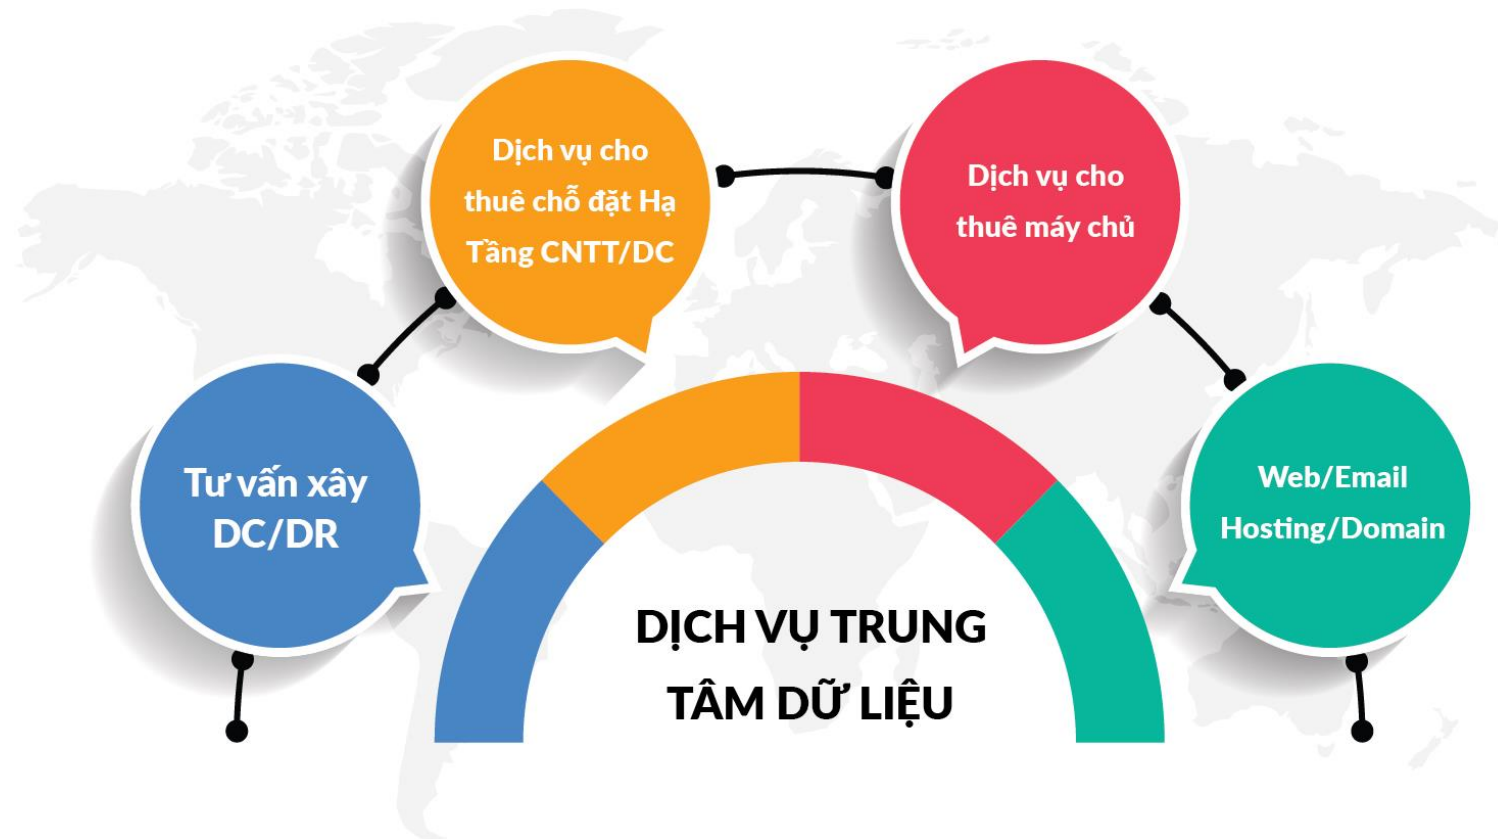 Dịch vụ cho
thuê chỗ đặt Hạ
Tầng CNTT/DC
Dịch vụ cho
thuê máy chủ
Tư vấn xây
DC/DR
Web/Email
Hosting/Domain
DỊCH VỤ TRUNG
TÂM DỮ LIỆU